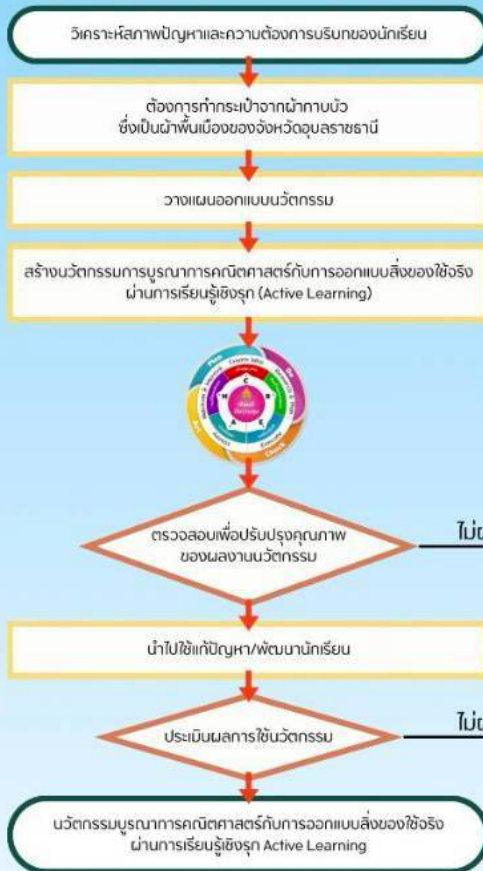 วิเคราะห์สภาพปัญหาและความต้องการบริบทของนักเรียน
ต้องการทำกระเป๋าจากผ้ากาบบัว
ซึ่งเป็นผ้าพื้นเมืองของจังหวัดอุบลราชธานี
วางแผนออกแบบนวัตกรรม
สร้างนวัตกรรมการบูรณาการคณิตศาสตร์กับการออกแบบสิ่งของใช้จริง
ผ่านการเรียนรู้เชิงรุก (Active Learning)
Plan
Do
C
H
R
A
E
Evaluate
Act
Check
ตรวจสอบเพื่อปรับปรุงคุณภาพ
ของผลงานนวัตกรรม
นำไปใช้แก้ปัญหา/พัฒนานักเรียน
ประเมินผลการใช้นวัตกรรม
นวัตกรรมบูรณาการคณิตศาสตร์กับการออกแบบสิ่งของใช้จริง
ผ่านการเรียนรู้เชิงรุก Active Learning